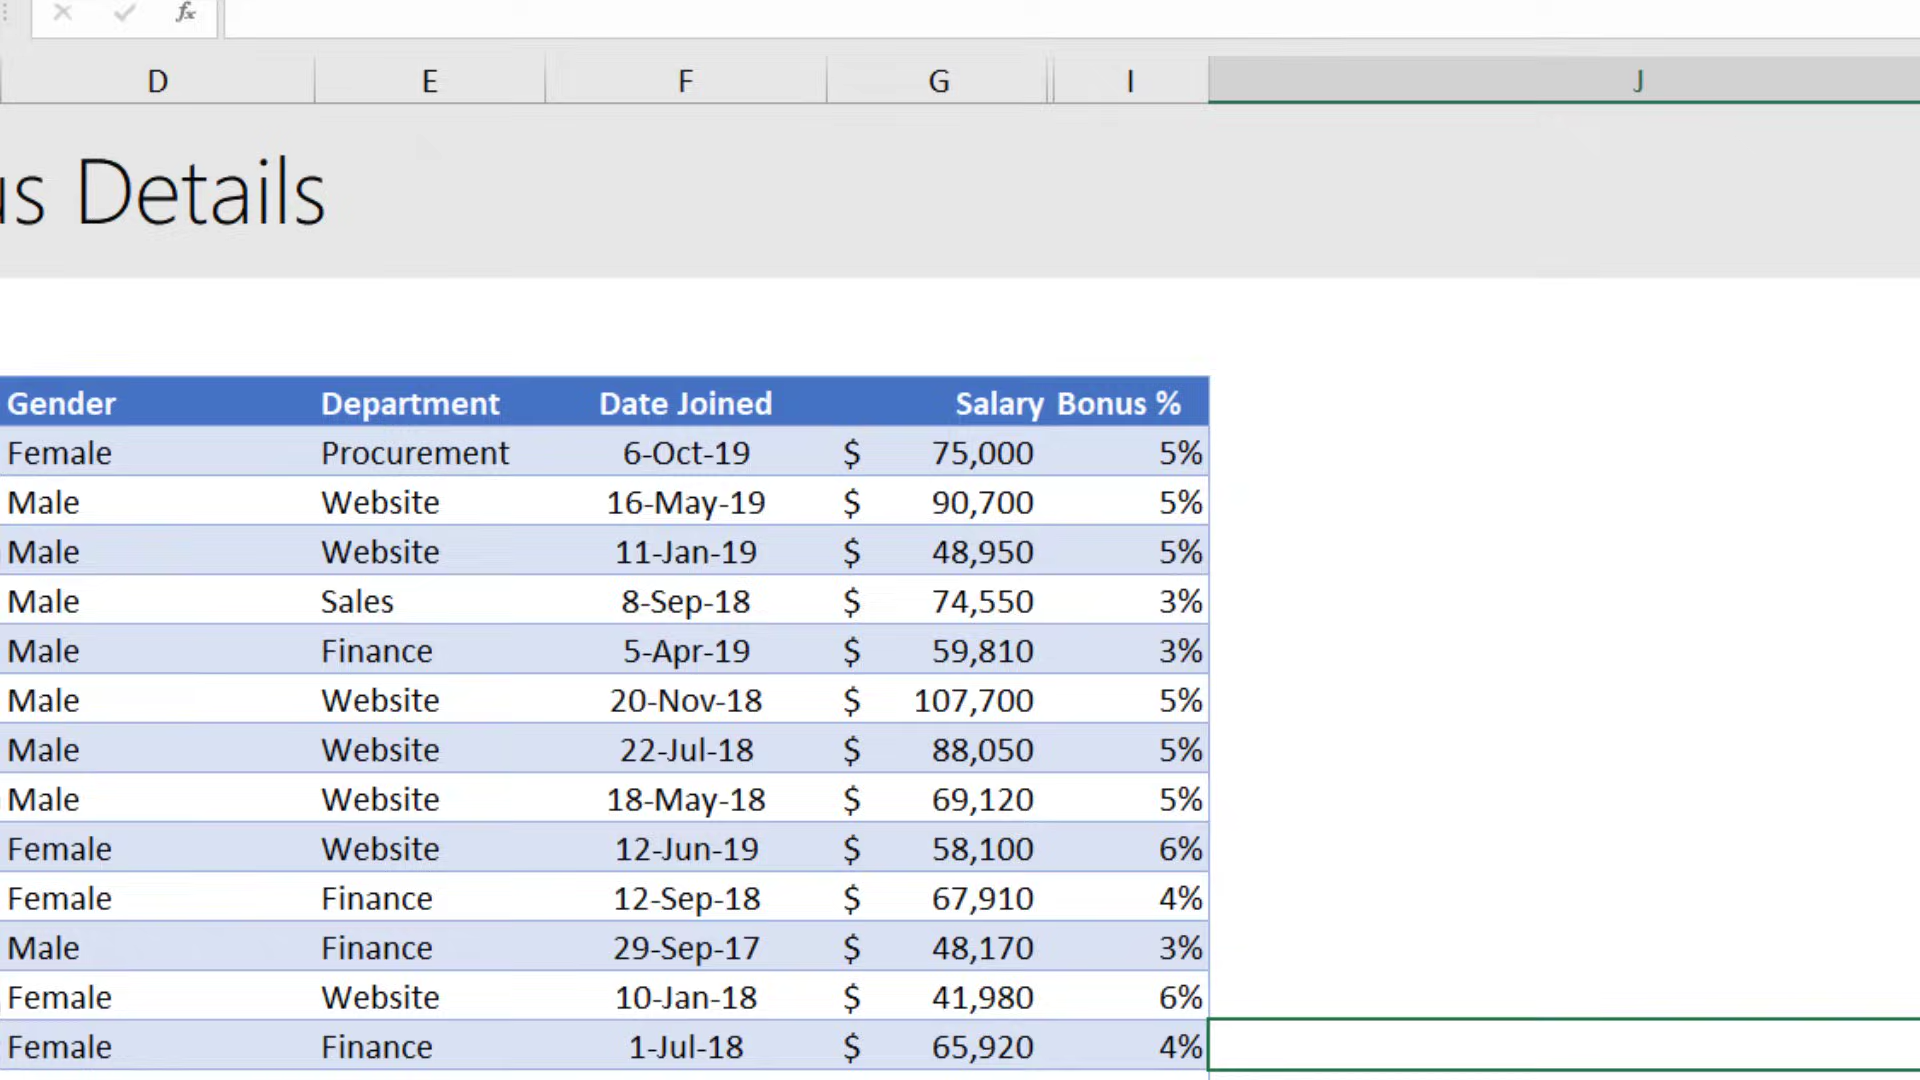 fx
D E F G I J
us Details
Gender Department Date Joined Salary Bonus %
Female Procurement 6-Oct-19 $ 75,000 5%
Male Website 16-May-19 $ 90,700 5%
Male Website 11-Jan-19 $ 48,950 5%
Male Sales 8-Sep-18 $ 74,550 3%
Male Finance 5-Apr-19 $ 59,810 3%
Male Website 20-Nov-18 $ 107,700 5%
Male Website 22-Jul-18 $ 88,050 5%
Male Website 18-May-18 $ 69,120 5%
Female Website 12-Jun-19 $ 58,100 6%
Female Finance 12-Sep-18 $ 67,910 4%
Male Finance 29-Sep-17 $ 48,170 3%
Female Website 10-Jan-18 $ 41,980 6%
Female Finance 1-Jul-18 $ 65,920 4%